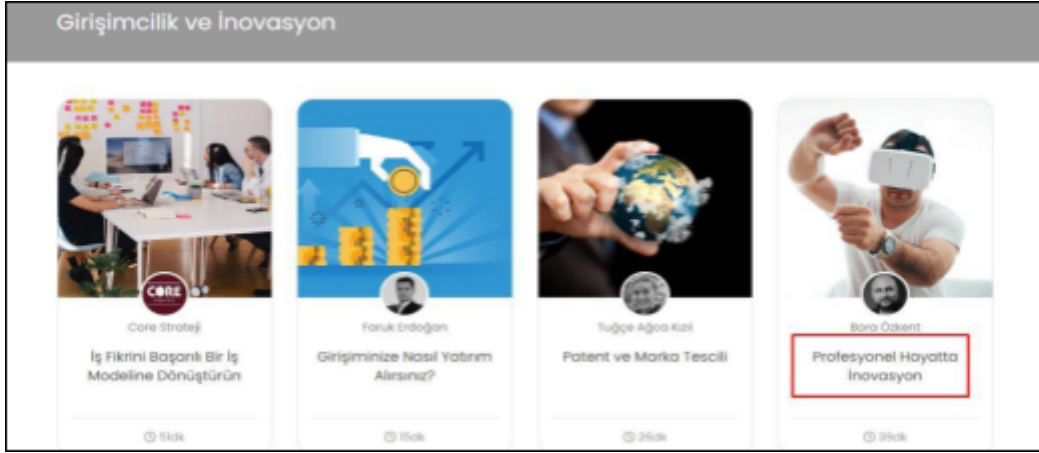 Girişimcilik ve İnovasyon
CORE
Core Strateji
İş Fikrini Başarılı Bir İş
Modeline Dönüştürün
51dk
Faruk Erdoğan
Girişiminize Nasıl Yatırım
Alırsınız?
15dk
Tuğçe Ağca Kızıl
Patent ve Marka Tescili
26dk
Bora Özkent
Profesyonel Hayatta
İnovasyon
39dk